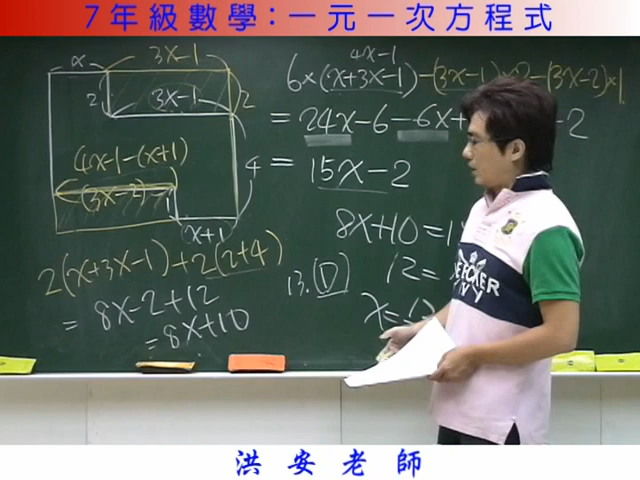 7年級數學:一元一次方程式
x
3x-1
2
3x-1
2
4x-1-(x+1)
(3x-2)
1
4
(x+1)
2(x+3x-1)+2(2+4)
= 8x-2+12
= 8x+10
4x-1
6×(x+3x-1)-(3x-1)×2-(3x-2)×1
= 24x-6-6x+
-2
= 15x-2
8x+10=
13.(D)
12=
x=
洪安老師